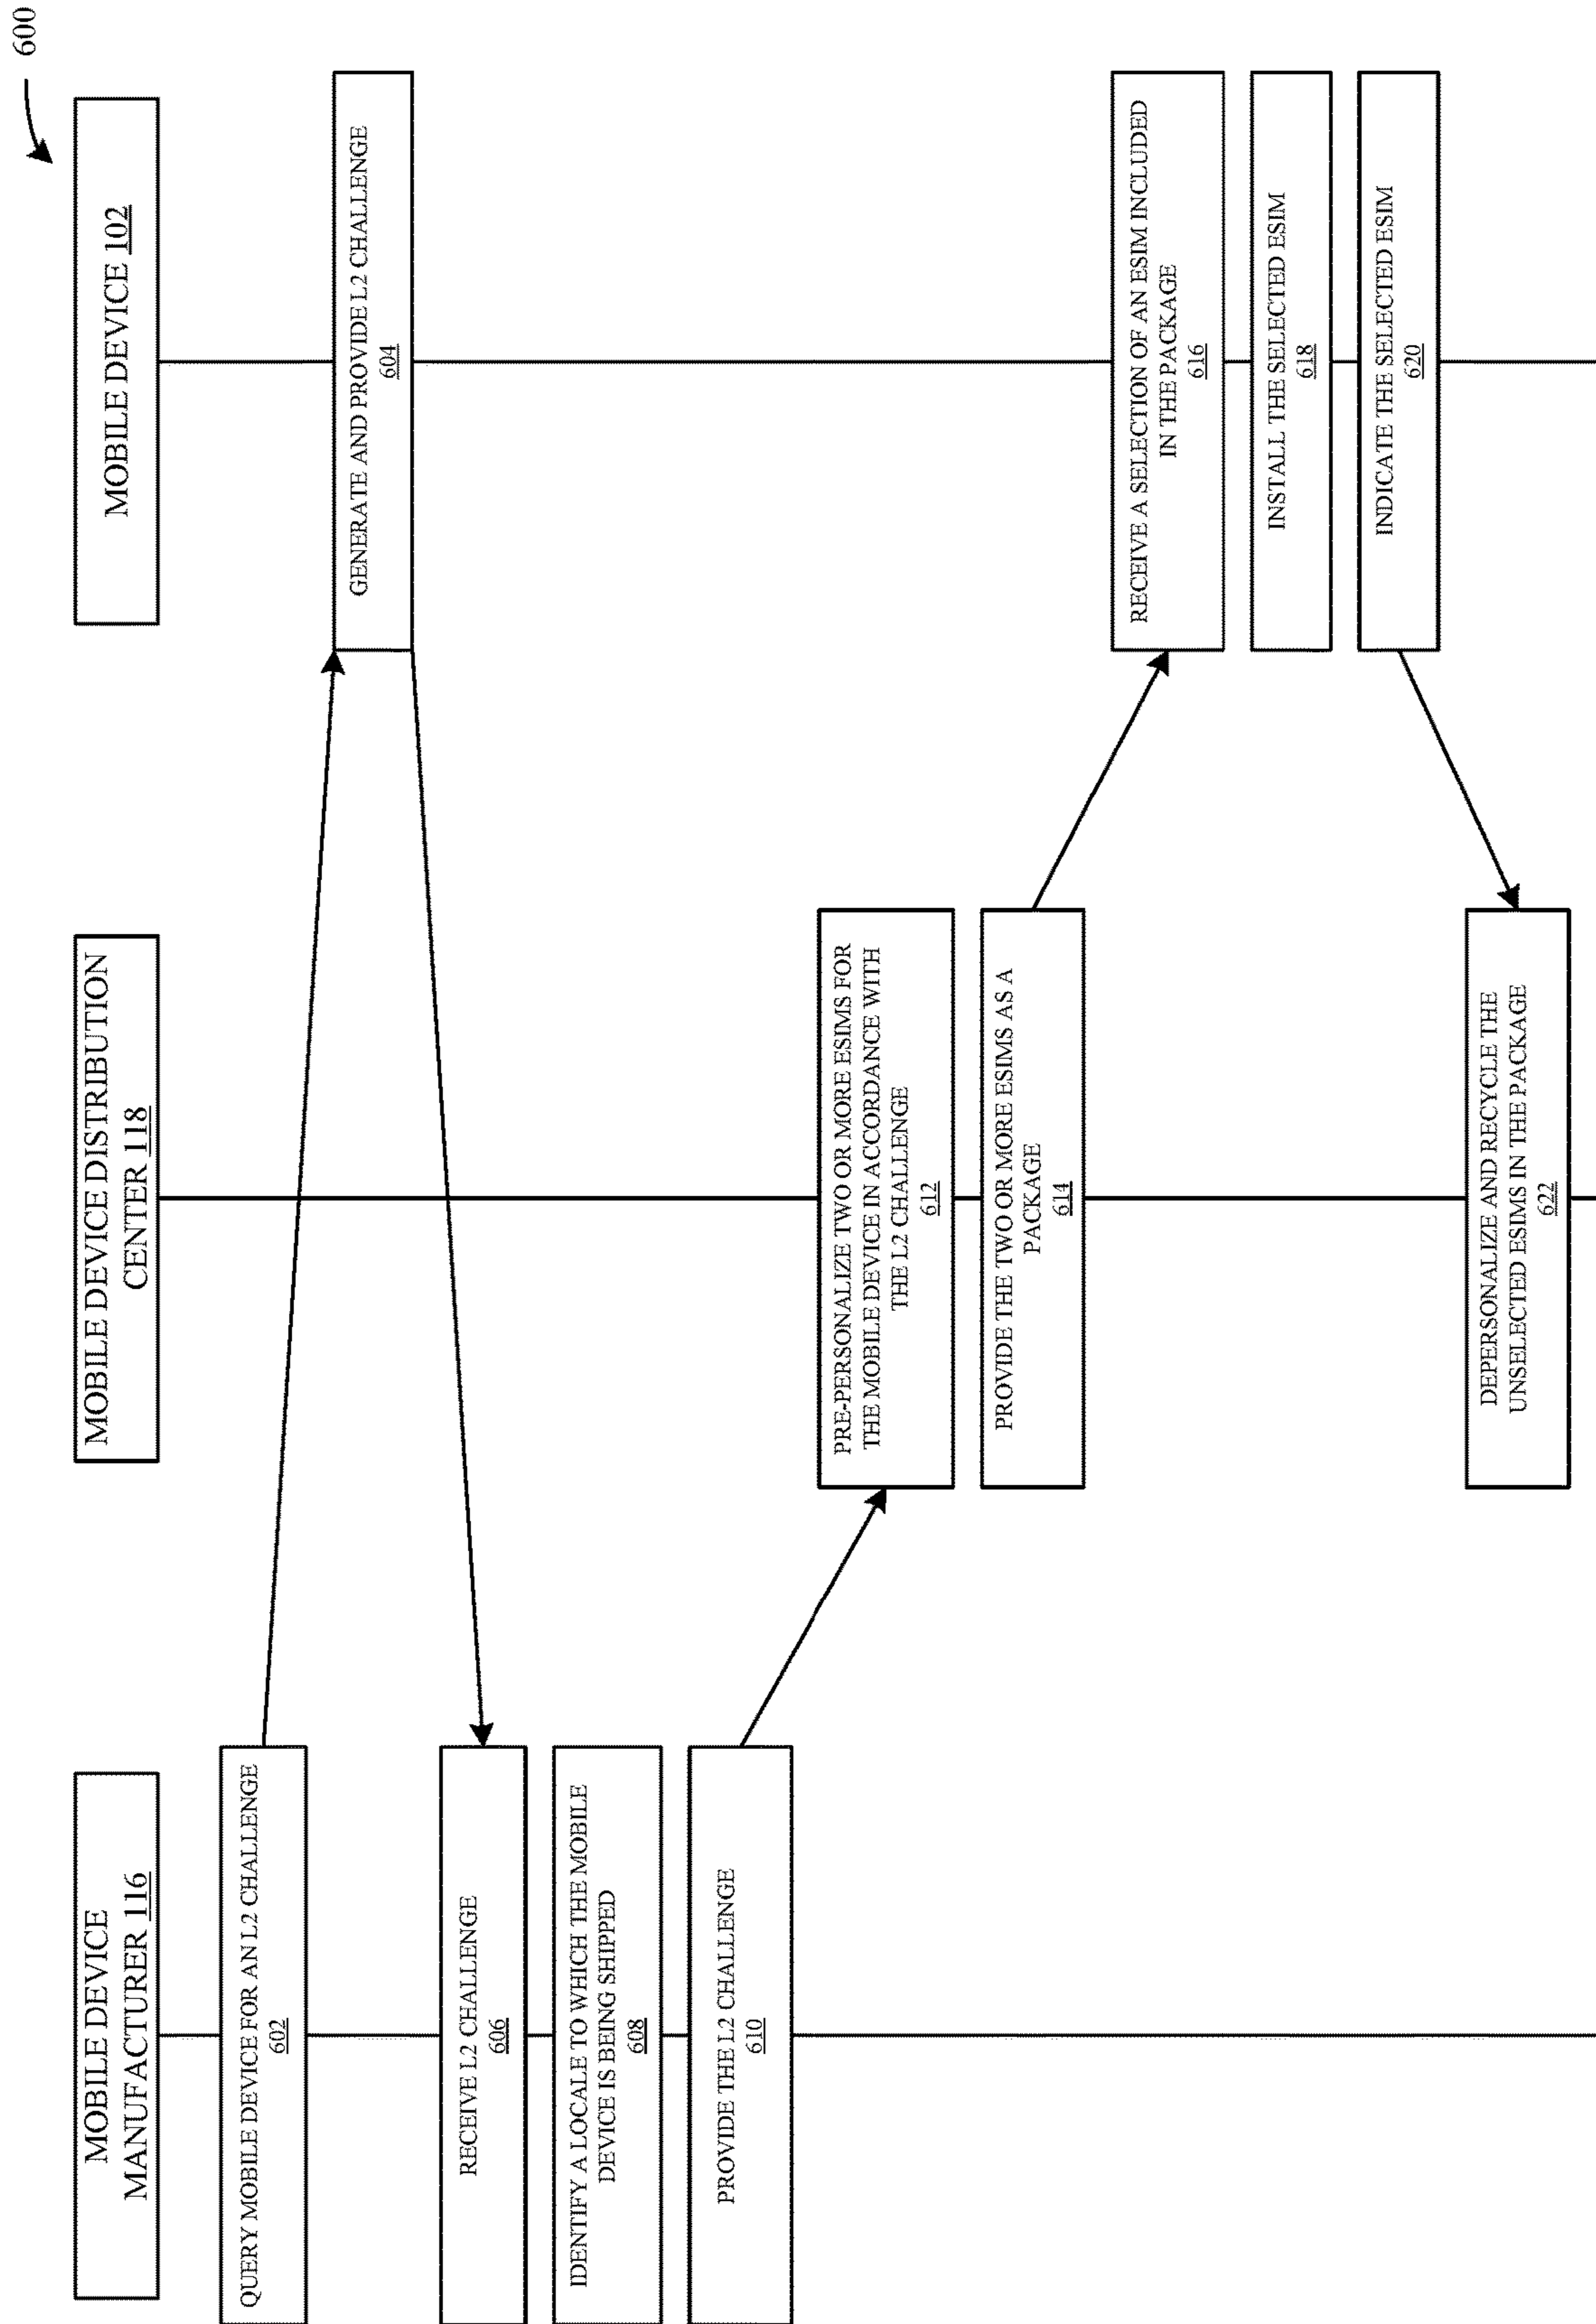 600
MOBILE DEVICE
MANUFACTURER 116
MOBILE DEVICE DISTRIBUTION
CENTER 118
MOBILE DEVICE 102
QUERY MOBILE DEVICE FOR AN L2 CHALLENGE
602
GENERATE AND PROVIDE L2 CHALLENGE
604
RECEIVE L2 CHALLENGE
606
IDENTIFY A LOCALE TO WHICH THE MOBILE
DEVICE IS BEING SHIPPED
608
PROVIDE THE L2 CHALLENGE
610
PRE-PERSONALIZE TWO OR MORE ESIMS FOR
THE MOBILE DEVICE IN ACCORDANCE WITH
THE L2 CHALLENGE
612
PROVIDE THE TWO OR MORE ESIMS AS A
PACKAGE
614
RECEIVE A SELECTION OF AN ESIM INCLUDED
IN THE PACKAGE
616
INSTALL THE SELECTED ESIM
618
INDICATE THE SELECTED ESIM
620
DEPERSONALIZE AND RECYCLE THE
UNSELECTED ESIMS IN THE PACKAGE
622